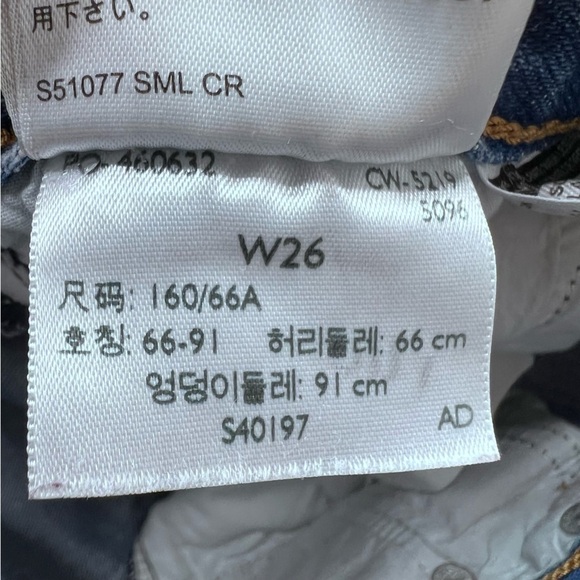 用下さい。
S51077 SML CR
PO-460632
CW-5219
5096
W26
尺码: 160/66A
호칭: 66-91 허리둘레: 66 cm
엉덩이둘레: 91 cm
S40197 AD